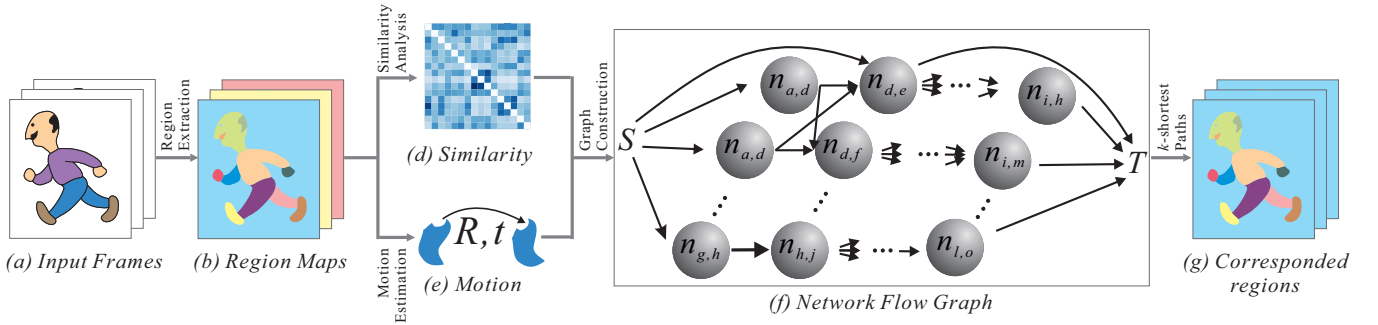 (a) Input Frames
Region
Extraction
(b) Region Maps
Similarity
Analysis
(d) Similarity
Motion
Estimation
R, t
(e) Motion
Graph
Construction
S
n_{a,d}
n_{d,e}
n_{i,h}
n_{a,d}
n_{d,f}
n_{i,m}
n_{g,h}
n_{h,j}
n_{l,o}
T
(f) Network Flow Graph
k-shortest
Paths
(g) Corresponded
regions